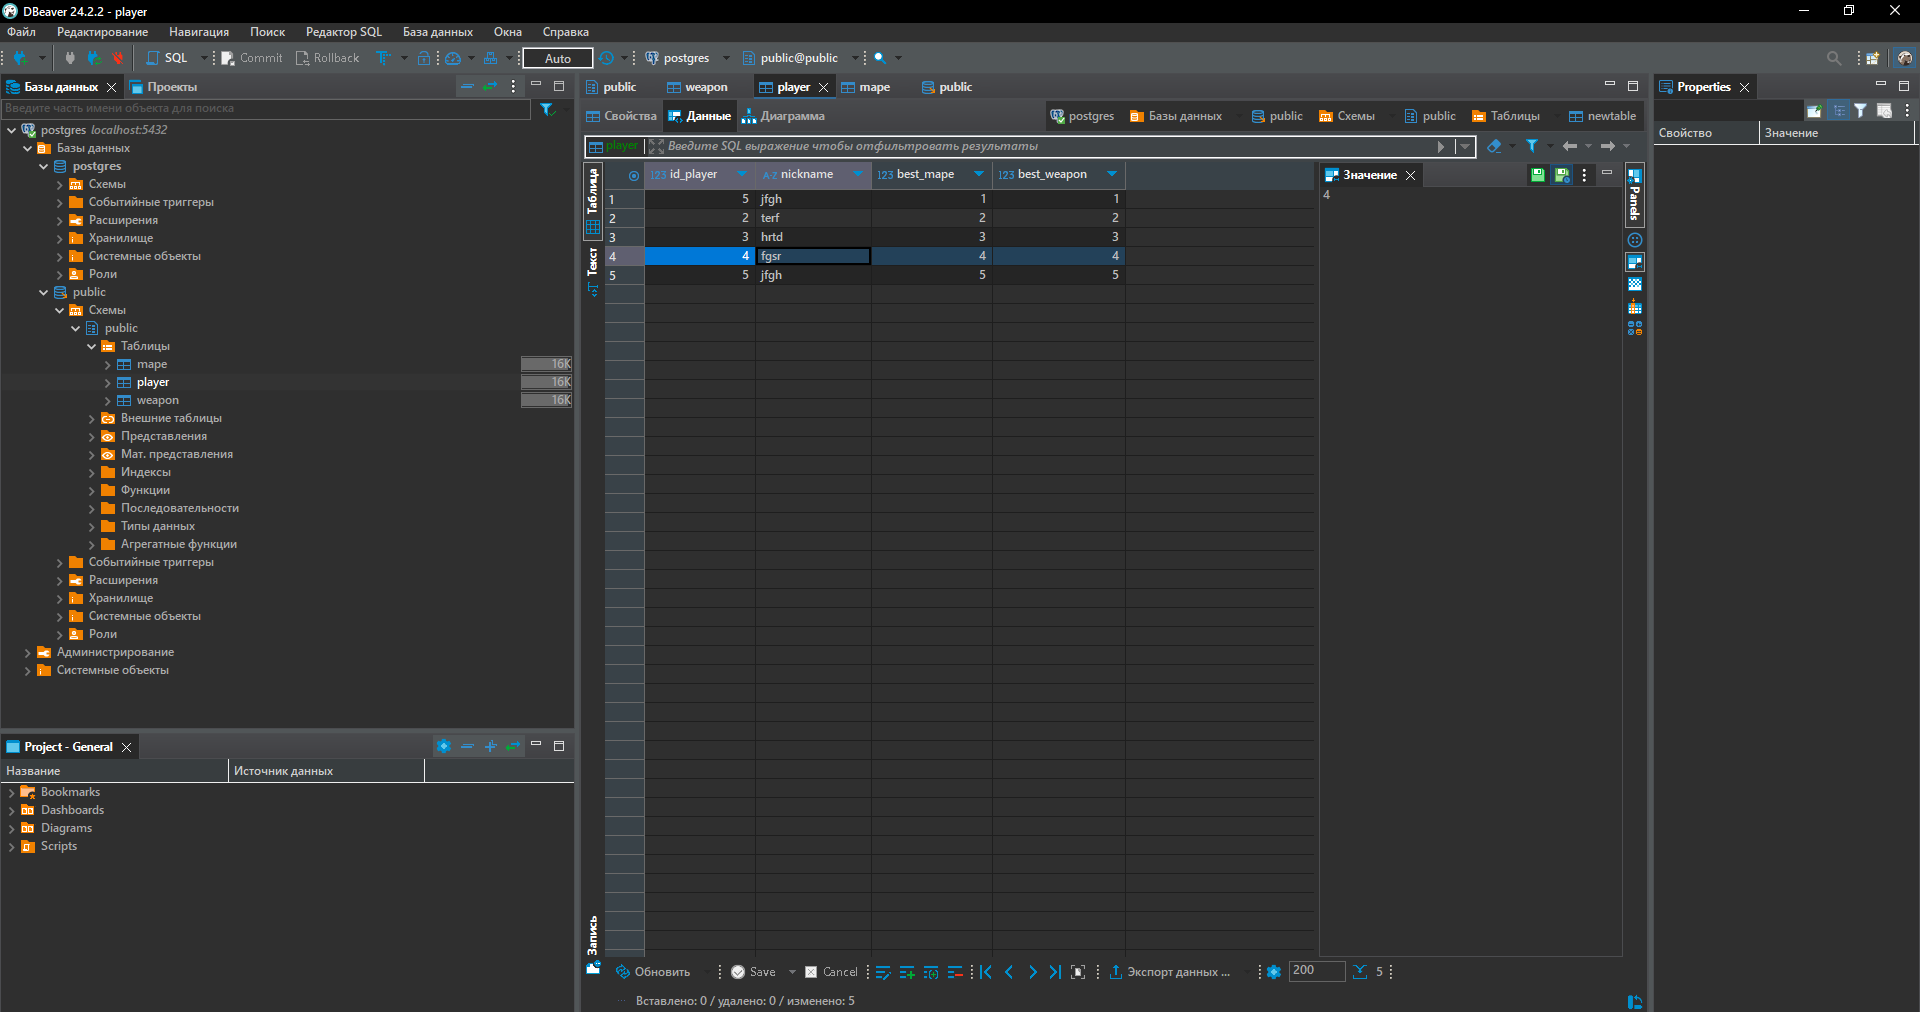 DBeaver 24.2.2 - player
Файл Редактирование Навигация Поиск Редактор SQL База данных Окна Справка
SQL Commit Rollback Auto postgres public@public
Базы данных Проекты
Введите часть имени объекта для поиска
postgres localhost:5432
Базы данных
postgres
Схемы
Событийные триггеры
Расширения
Хранилище
Системные объекты
Роли
public
Схемы
public
Таблицы
mape 16K
player 16K
weapon 16K
Внешние таблицы
Представления
Мат. представления
Индексы
Функции
Последовательности
Типы данных
Агрегатные функции
Событийные триггеры
Расширения
Хранилище
Системные объекты
Роли
Администрирование
Системные объекты
Project - General
Название Источник данных
Bookmarks
Dashboards
Diagrams
Scripts
public weapon player mape public
Свойства Данные Диаграмма postgres Базы данных public Схемы public Таблицы newtable
player Введите SQL выражение чтобы отфильтровать результаты
Таблица
Текст
Запись
123 id_player A-Z nickname 123 best_mape 123 best_weapon
1 5 jfgh 1 1
2 2 terf 2 2
3 3 hrtd 3 3
4 4 fgsr 4 4
5 5 jfgh 5 5
Значение
4
Panels
Обновить Save Cancel Экспорт данных ... 200 5
Вставлено: 0 / удалено: 0 / изменено: 5
Properties
Свойство Значение